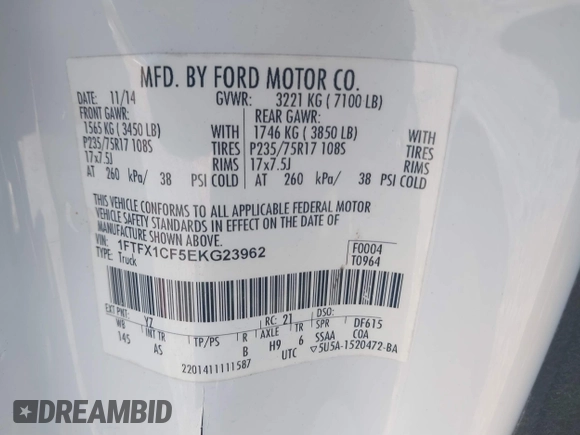 MFD. BY FORD MOTOR CO.
DATE: 11/14 GVWR: 3221 KG ( 7100 LB)
FRONT GAWR: REAR GAWR:
1565 KG ( 3450 LB) WITH 1746 KG ( 3850 LB) WITH
P235/75R17 108S TIRES P235/75R17 108S TIRES
17x7.5J RIMS 17x7.5J RIMS
AT 260 kPa/ 38 PSI COLD AT 260 kPa/ 38 PSI COLD
THIS VEHICLE CONFORMS TO ALL APPLICABLE FEDERAL MOTOR
VEHICLE SAFETY STANDARDS IN EFFECT ON THE DATE OF
MANUFACTURE SHOWN ABOVE.
VIN: 1FTFX1CF5EKG23962 F0004
TYPE: Truck T0964
EXT PNT: YZ RC: 21 DSO:
WB INT TR TP/PS R AXLE TR SPR DF615
145 AS B H9 6 SSAA COA
2201411111587 UTC ▽5U5A-1520472-BA
DREAMBID